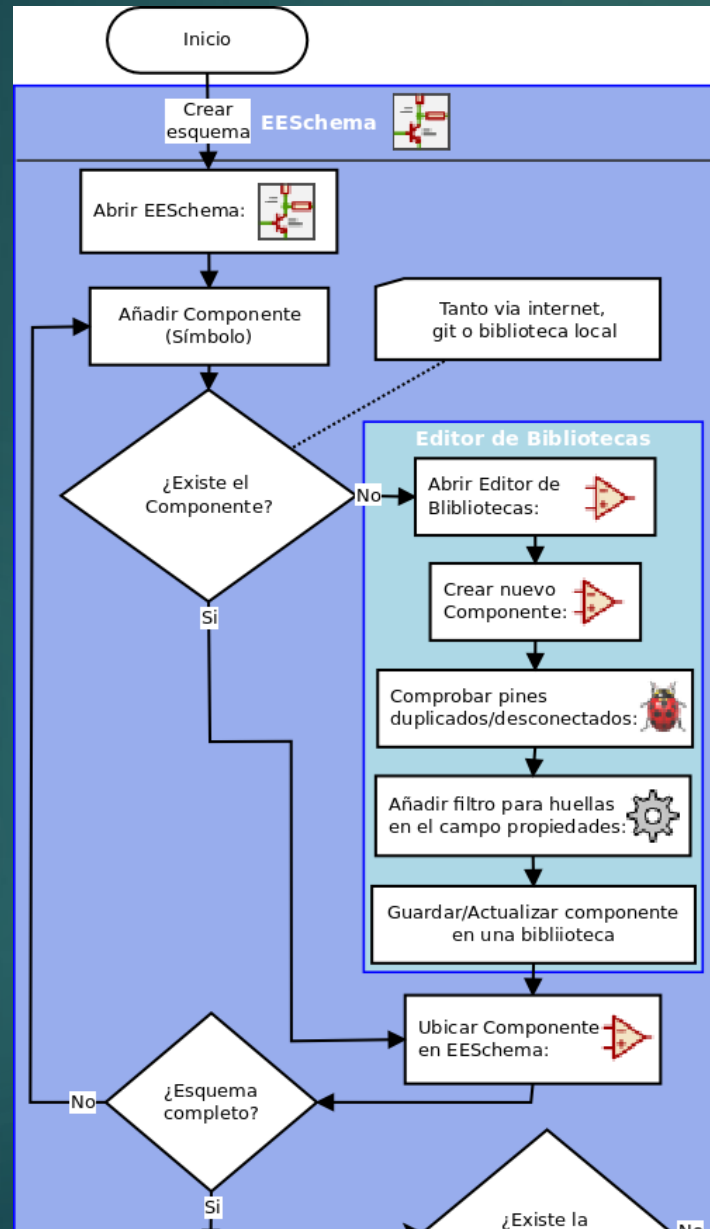 Inicio
Crear
esquema
EESchema
Abrir EESchema:
Añadir Componente
(Símbolo)
Tanto via internet,
git o biblioteca local
¿Existe el
Componente?
No
Si
Editor de Bibliotecas
Abrir Editor de
Blibliotecas:
Crear nuevo
Componente:
Comprobar pines
duplicados/desconectados:
Añadir filtro para huellas
en el campo propiedades:
Guardar/Actualizar componente
en una bibliioteca
Ubicar Componente
en EESchema:
¿Esquema
completo?
No
Si
¿Existe la
No